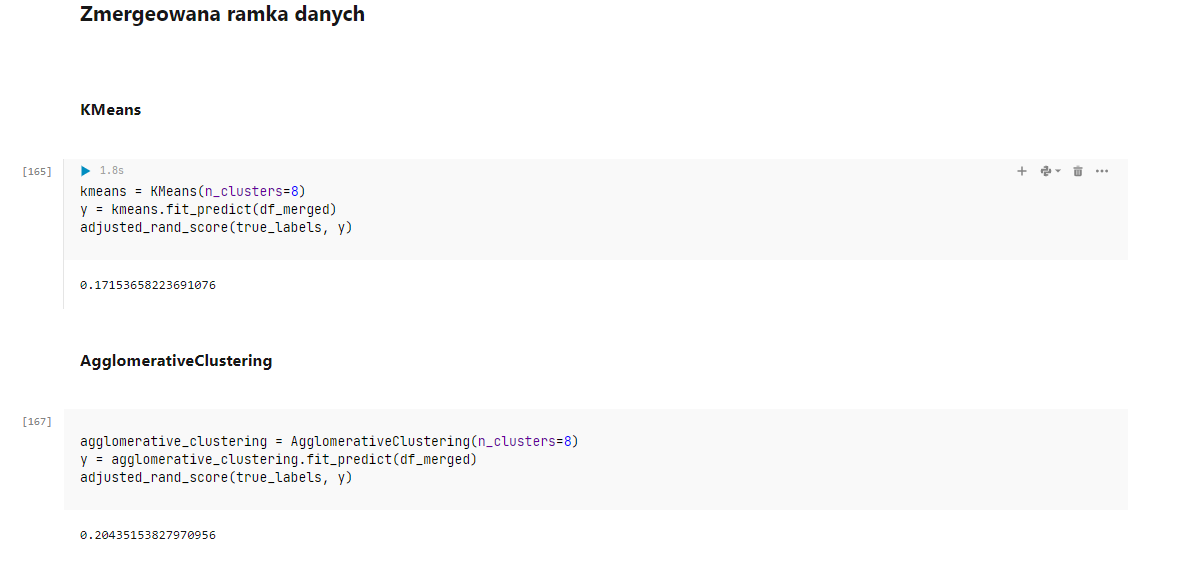 Zmergeowana ramka danych
KMeans
[165]
1.8s
kmeans = KMeans(n_clusters=8)
y = kmeans.fit_predict(df_merged)
adjusted_rand_score(true_labels, y)
0.17153658223691076
AgglomerativeClustering
[167]
agglomerative_clustering = AgglomerativeClustering(n_clusters=8)
y = agglomerative_clustering.fit_predict(df_merged)
adjusted_rand_score(true_labels, y)
0.20435153827970956